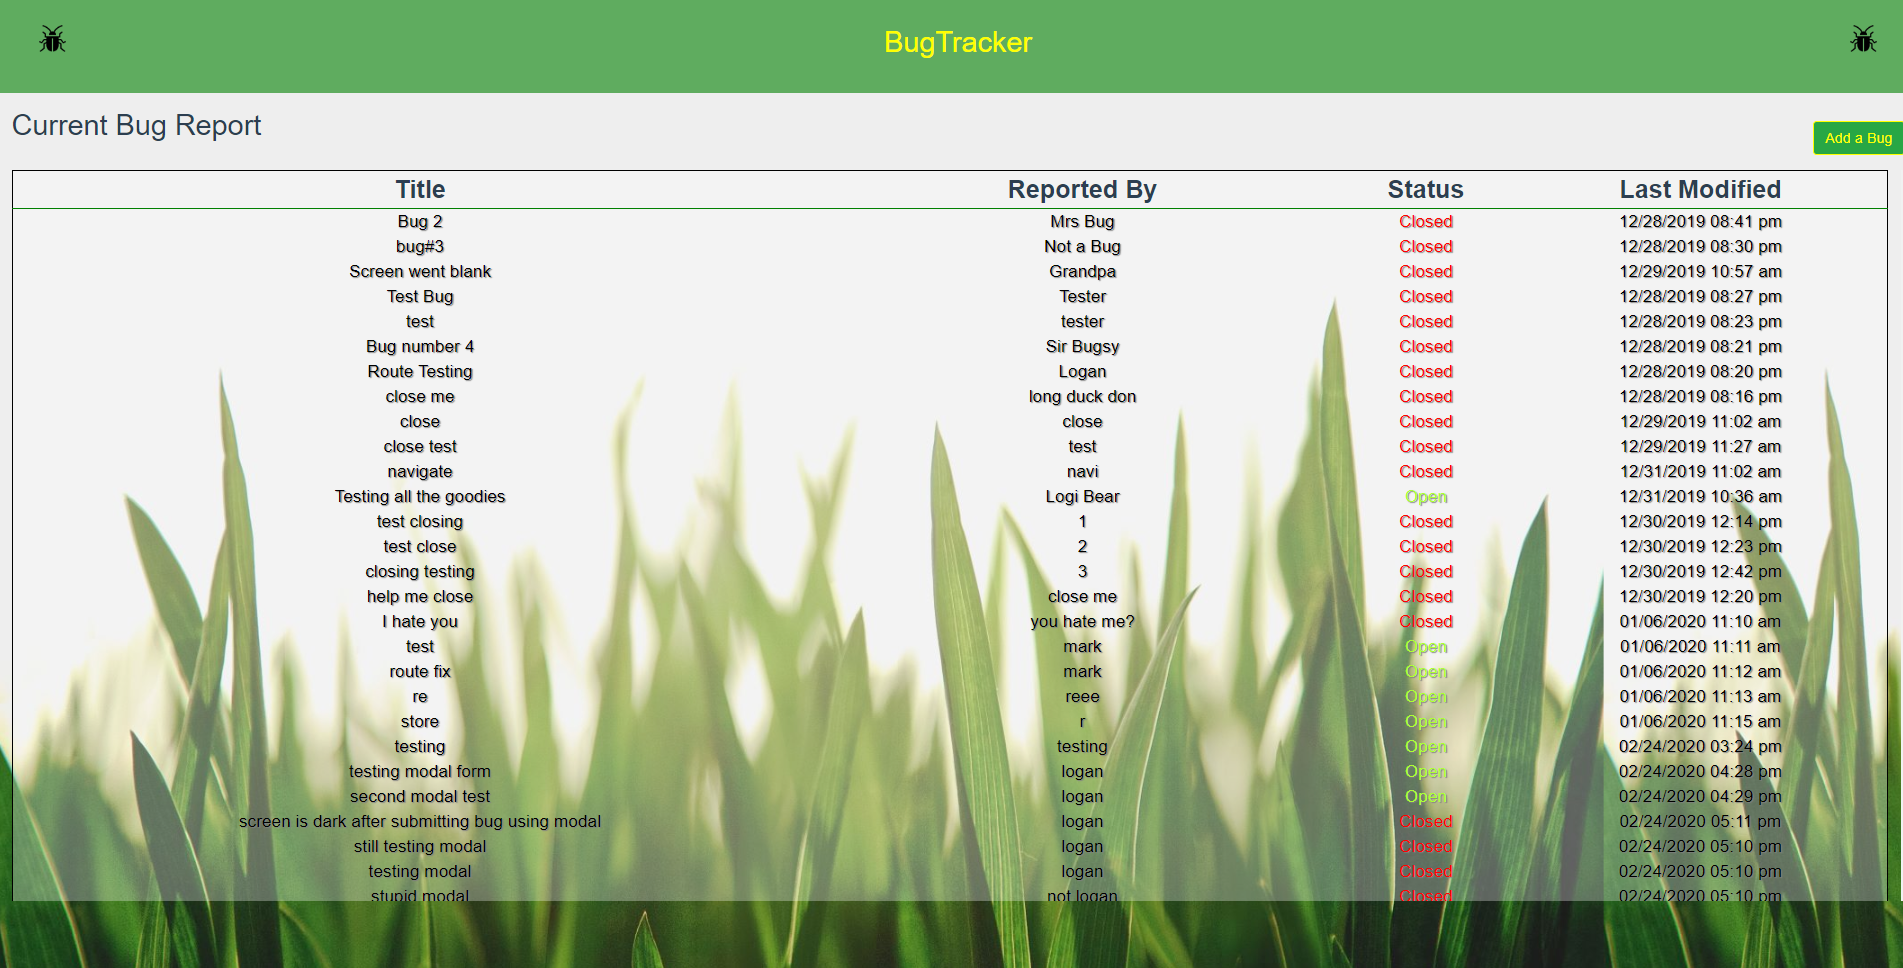 BugTracker
Current Bug Report
Add a Bug
Title Reported By Status Last Modified
Bug 2 Mrs Bug Closed 12/28/2019 08:41 pm
bug#3 Not a Bug Closed 12/28/2019 08:30 pm
Screen went blank Grandpa Closed 12/29/2019 10:57 am
Test Bug Tester Closed 12/28/2019 08:27 pm
test tester Closed 12/28/2019 08:23 pm
Bug number 4 Sir Bugsy Closed 12/28/2019 08:21 pm
Route Testing Logan Closed 12/28/2019 08:20 pm
close me long duck don Closed 12/28/2019 08:16 pm
close close Closed 12/29/2019 11:02 am
close test test Closed 12/29/2019 11:27 am
navigate navi Closed 12/31/2019 11:02 am
Testing all the goodies Logi Bear Open 12/31/2019 10:36 am
test closing 1 Closed 12/30/2019 12:14 pm
test close 2 Closed 12/30/2019 12:23 pm
closing testing 3 Closed 12/30/2019 12:42 pm
help me close close me Closed 12/30/2019 12:20 pm
I hate you you hate me? Closed 01/06/2020 11:10 am
test mark Open 01/06/2020 11:11 am
route fix mark Open 01/06/2020 11:12 am
re reee Open 01/06/2020 11:13 am
store r Open 01/06/2020 11:15 am
testing testing Open 02/24/2020 03:24 pm
testing modal form logan Open 02/24/2020 04:28 pm
second modal test logan Open 02/24/2020 04:29 pm
screen is dark after submitting bug using modal logan Closed 02/24/2020 05:11 pm
still testing modal logan Closed 02/24/2020 05:10 pm
testing modal logan Closed 02/24/2020 05:10 pm
stupid modal not logan Closed 02/24/2020 05:10 pm